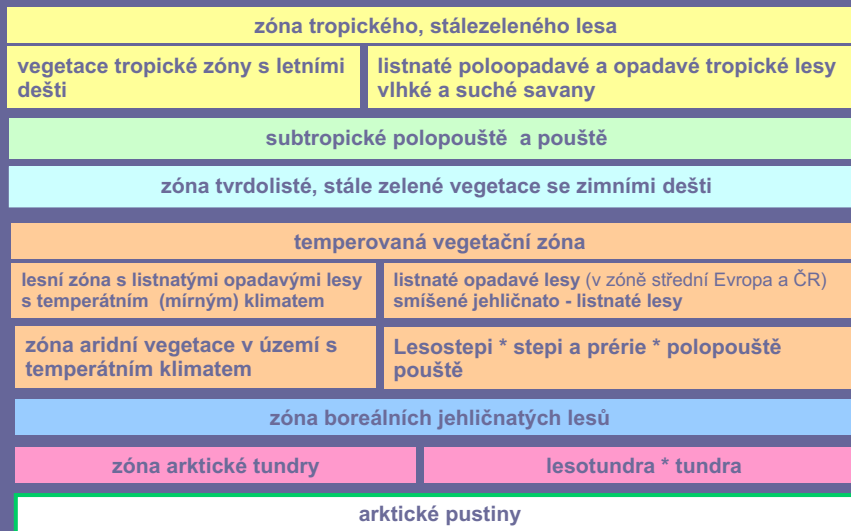 zóna tropického, stálezeleného lesa
vegetace tropické zóny s letními
dešti
listnaté poloopadavé a opadavé tropické lesy
vlhké a suché savany
subtropické polopouště a pouště
zóna tvrdolisté, stále zelené vegetace se zimními dešti
temperovaná vegetační zóna
lesní zóna s listnatými opadavými lesy
s temperátním (mírným) klimatem
listnaté opadavé lesy (v zóně střední Evropa a ČR)
smíšené jehličnato - listnaté lesy
zóna aridní vegetace v území s
temperátním klimatem
Lesostepi * stepi a prérie * polopouště
pouště
zóna boreálních jehličnatých lesů
zóna arktické tundry
lesotundra * tundra
arktické pustiny